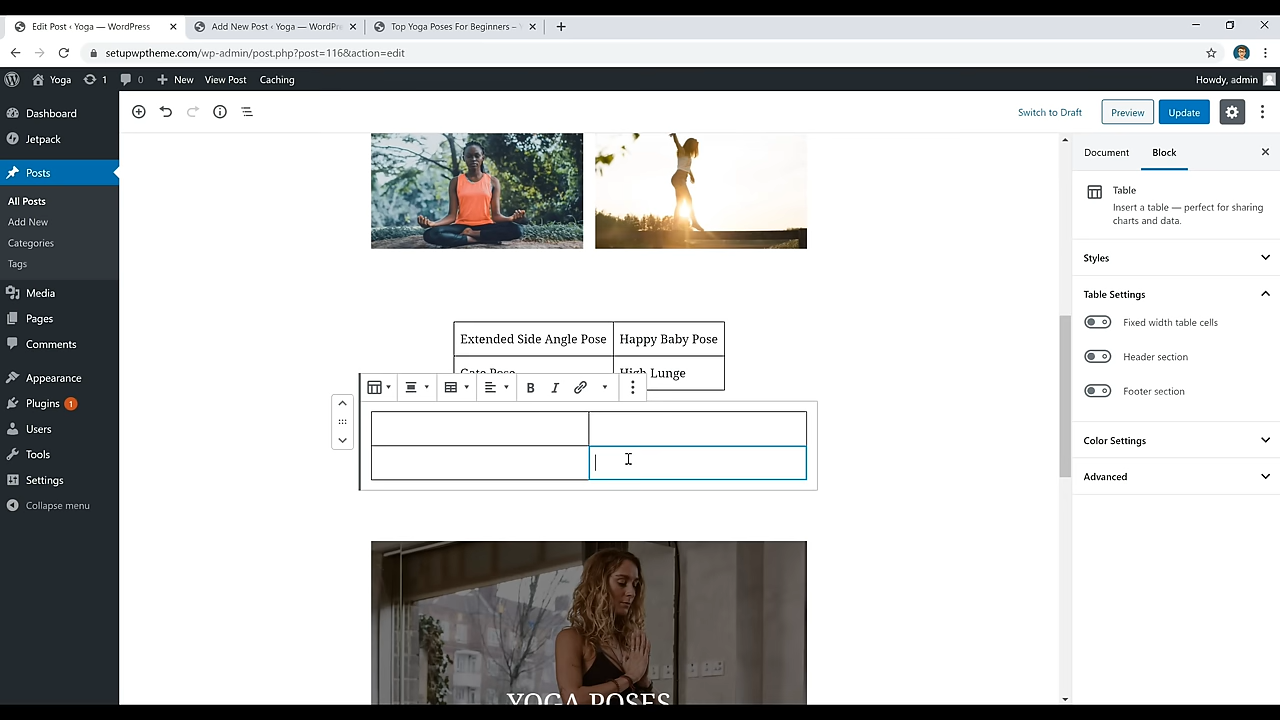 Edit Post ‹ Yoga — WordPress
Add New Post ‹ Yoga — WordPr
Top Yoga Poses For Beginners –
setupwptheme.com/wp-admin/post.php?post=116&action=edit
Yoga
1
0
New
View Post
Caching
Howdy, admin
Dashboard
Jetpack
Posts
All Posts
Add New
Categories
Tags
Media
Pages
Comments
Appearance
Plugins 1
Users
Tools
Settings
Collapse menu
Switch to Draft
Preview
Update
Extended Side Angle Pose
Happy Baby Pose
Gate Pose
High Lunge
B
I
YOGA POSES
Document
Block
Table
Insert a table — perfect for sharing
charts and data.
Styles
Table Settings
Fixed width table cells
Header section
Footer section
Color Settings
Advanced